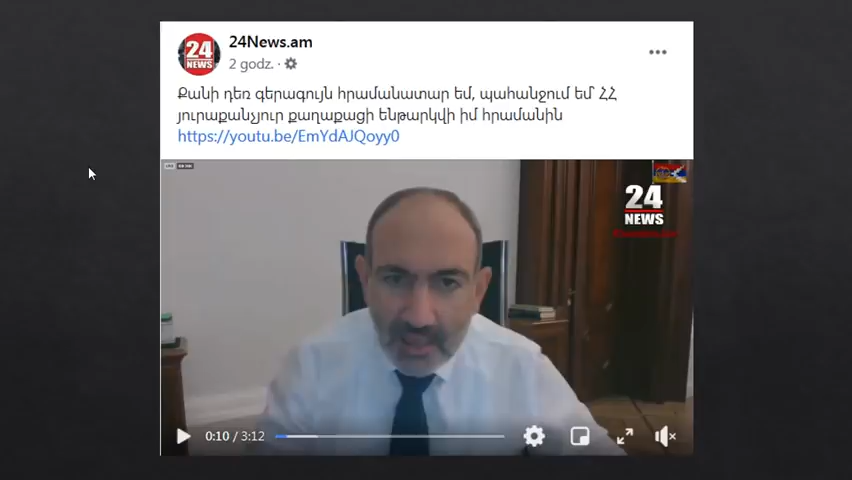 24News.am
2 godz.
Քանի դեռ գերագույն հրամանատար եմ, պահանջում եմ՝ ՀՀ
յուրաքանչյուր քաղաքացի ենթարկվի իմ հրամանին
https://youtu.be/EmYdAJQoyy0
24
NEWS
24
NEWS
0:10 / 3:12